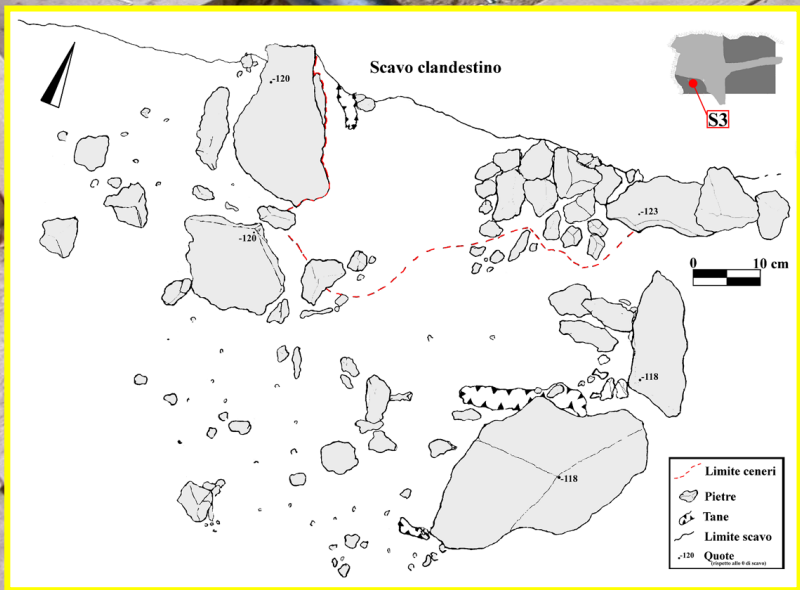 Scavo clandestino
S3
-120
-120
-123
0 10 cm
-118
-118
Limite ceneri
Pietre
Tane
Limite scavo
-120 Quote
(rispetto allo 0 di scavo)